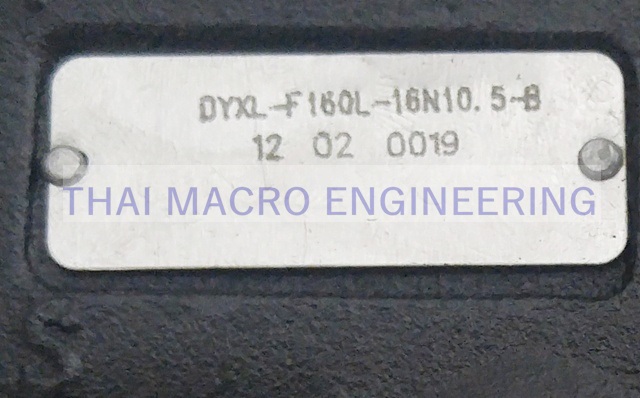 DYXL-F160L-16N10.5-B
12 02 0019
THAI MACRO ENGINEERING